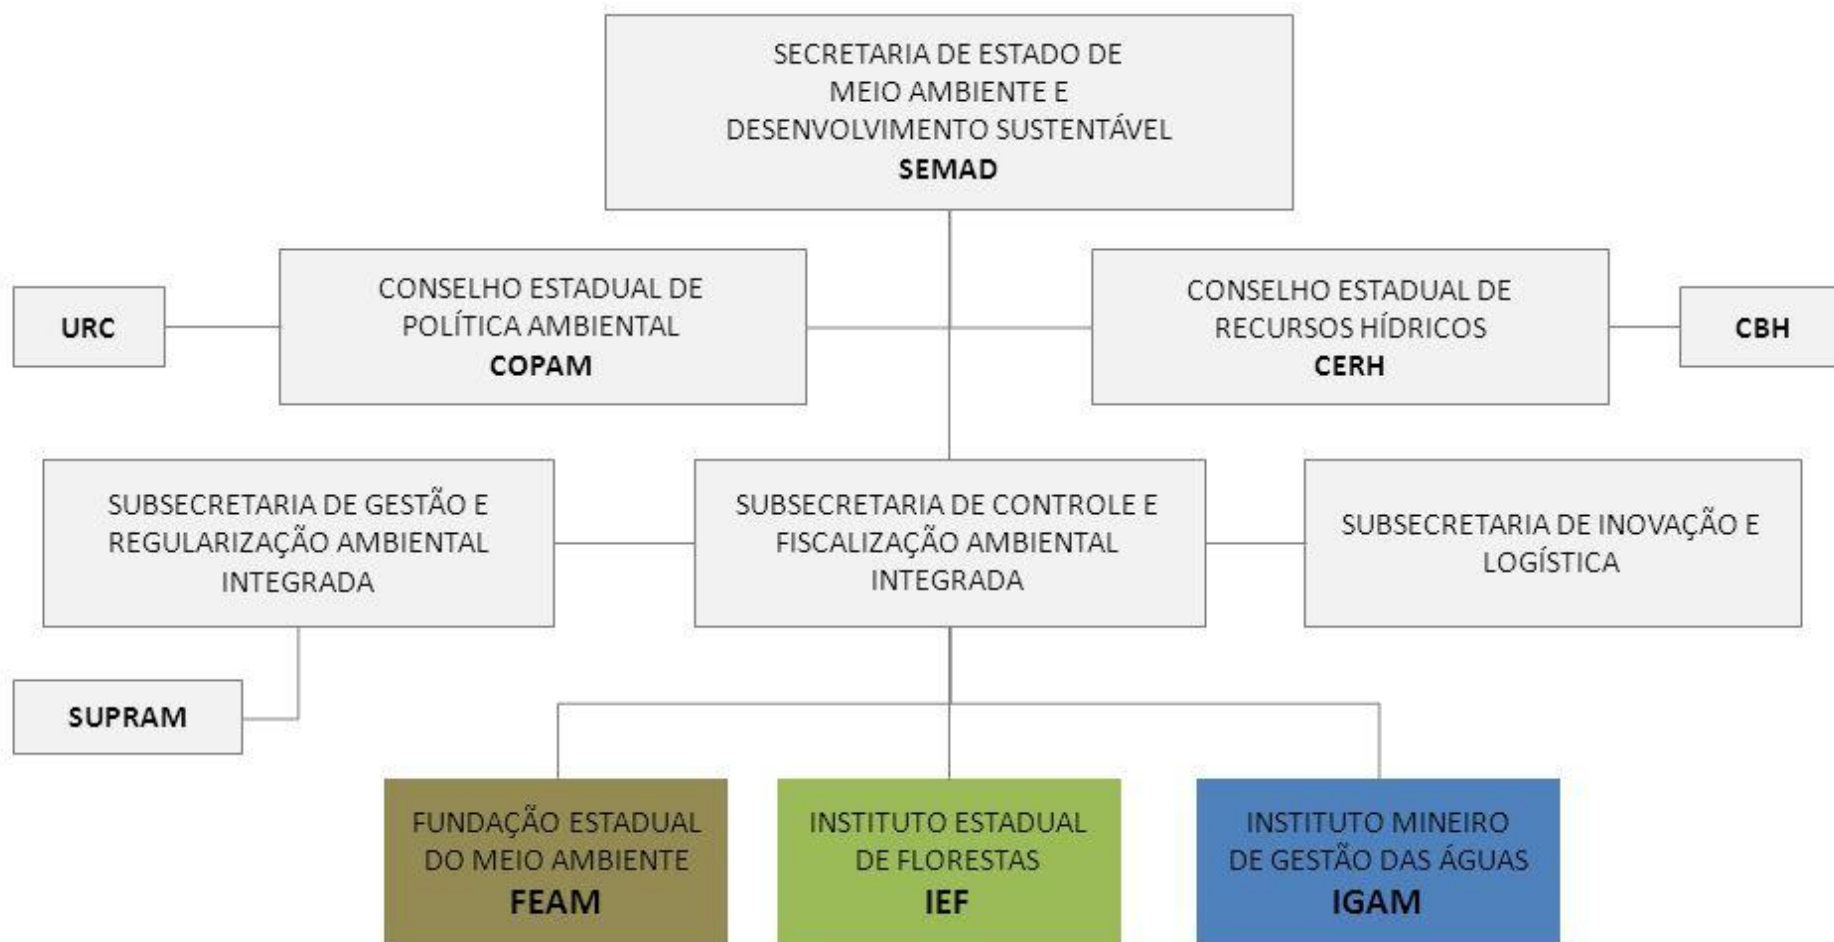 SECRETARIA DE ESTADO DE
MEIO AMBIENTE E
DESENVOLVIMENTO SUSTENTÁVEL
SEMAD
URC
CONSELHO ESTADUAL DE
POLÍTICA AMBIENTAL
COPAM
CONSELHO ESTADUAL DE
RECURSOS HÍDRICOS
CERH
CBH
SUBSECRETARIA DE GESTÃO E
REGULARIZAÇÃO AMBIENTAL
INTEGRADA
SUBSECRETARIA DE CONTROLE E
FISCALIZAÇÃO AMBIENTAL
INTEGRADA
SUBSECRETARIA DE INOVAÇÃO E
LOGÍSTICA
SUPRAM
FUNDAÇÃO ESTADUAL
DO MEIO AMBIENTE
FEAM
INSTITUTO ESTADUAL
DE FLORESTAS
IEF
INSTITUTO MINEIRO
DE GESTÃO DAS ÁGUAS
IGAM